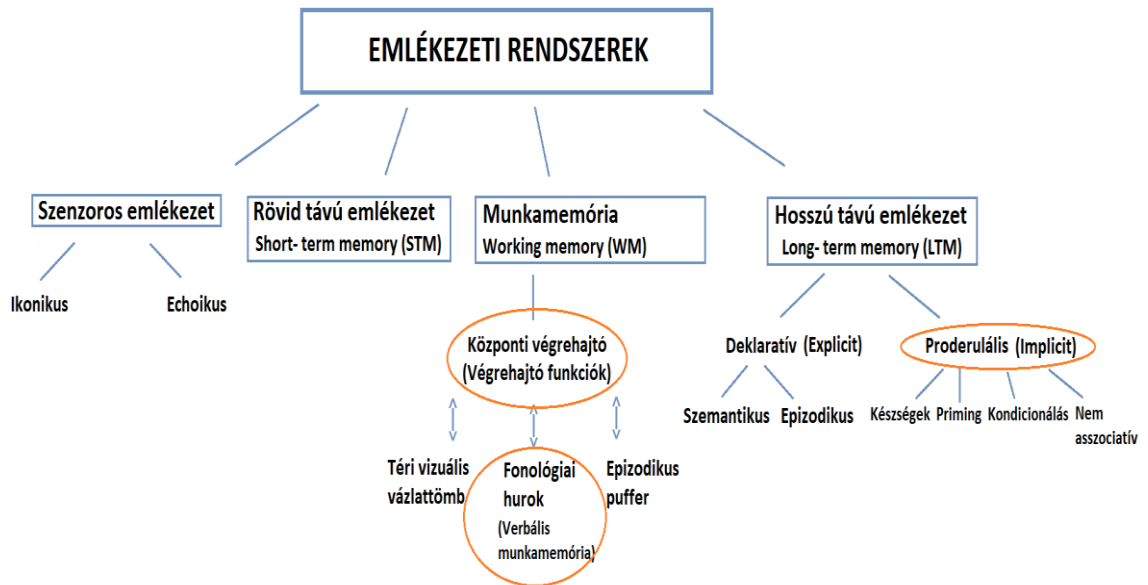 EMLÉKEZETI RENDSZEREK
Szenzoros emlékezet
Ikonikus
Echoikus
Rövid távú emlékezet
Short- term memory (STM)
Munkamemória
Working memory (WM)
Központi végrehajtó
(Végrehajtó funkciók)
Téri vizuális
vázlattömb
Fonológiai
hurok
(Verbális
munkamemória)
Epizodikus
puffer
Hosszú távú emlékezet
Long- term memory (LTM)
Deklaratív (Explicit)
Szemantikus
Epizodikus
Proderulális (Implicit)
Készségek
Priming
Kondicionálás
Nem
asszociatív